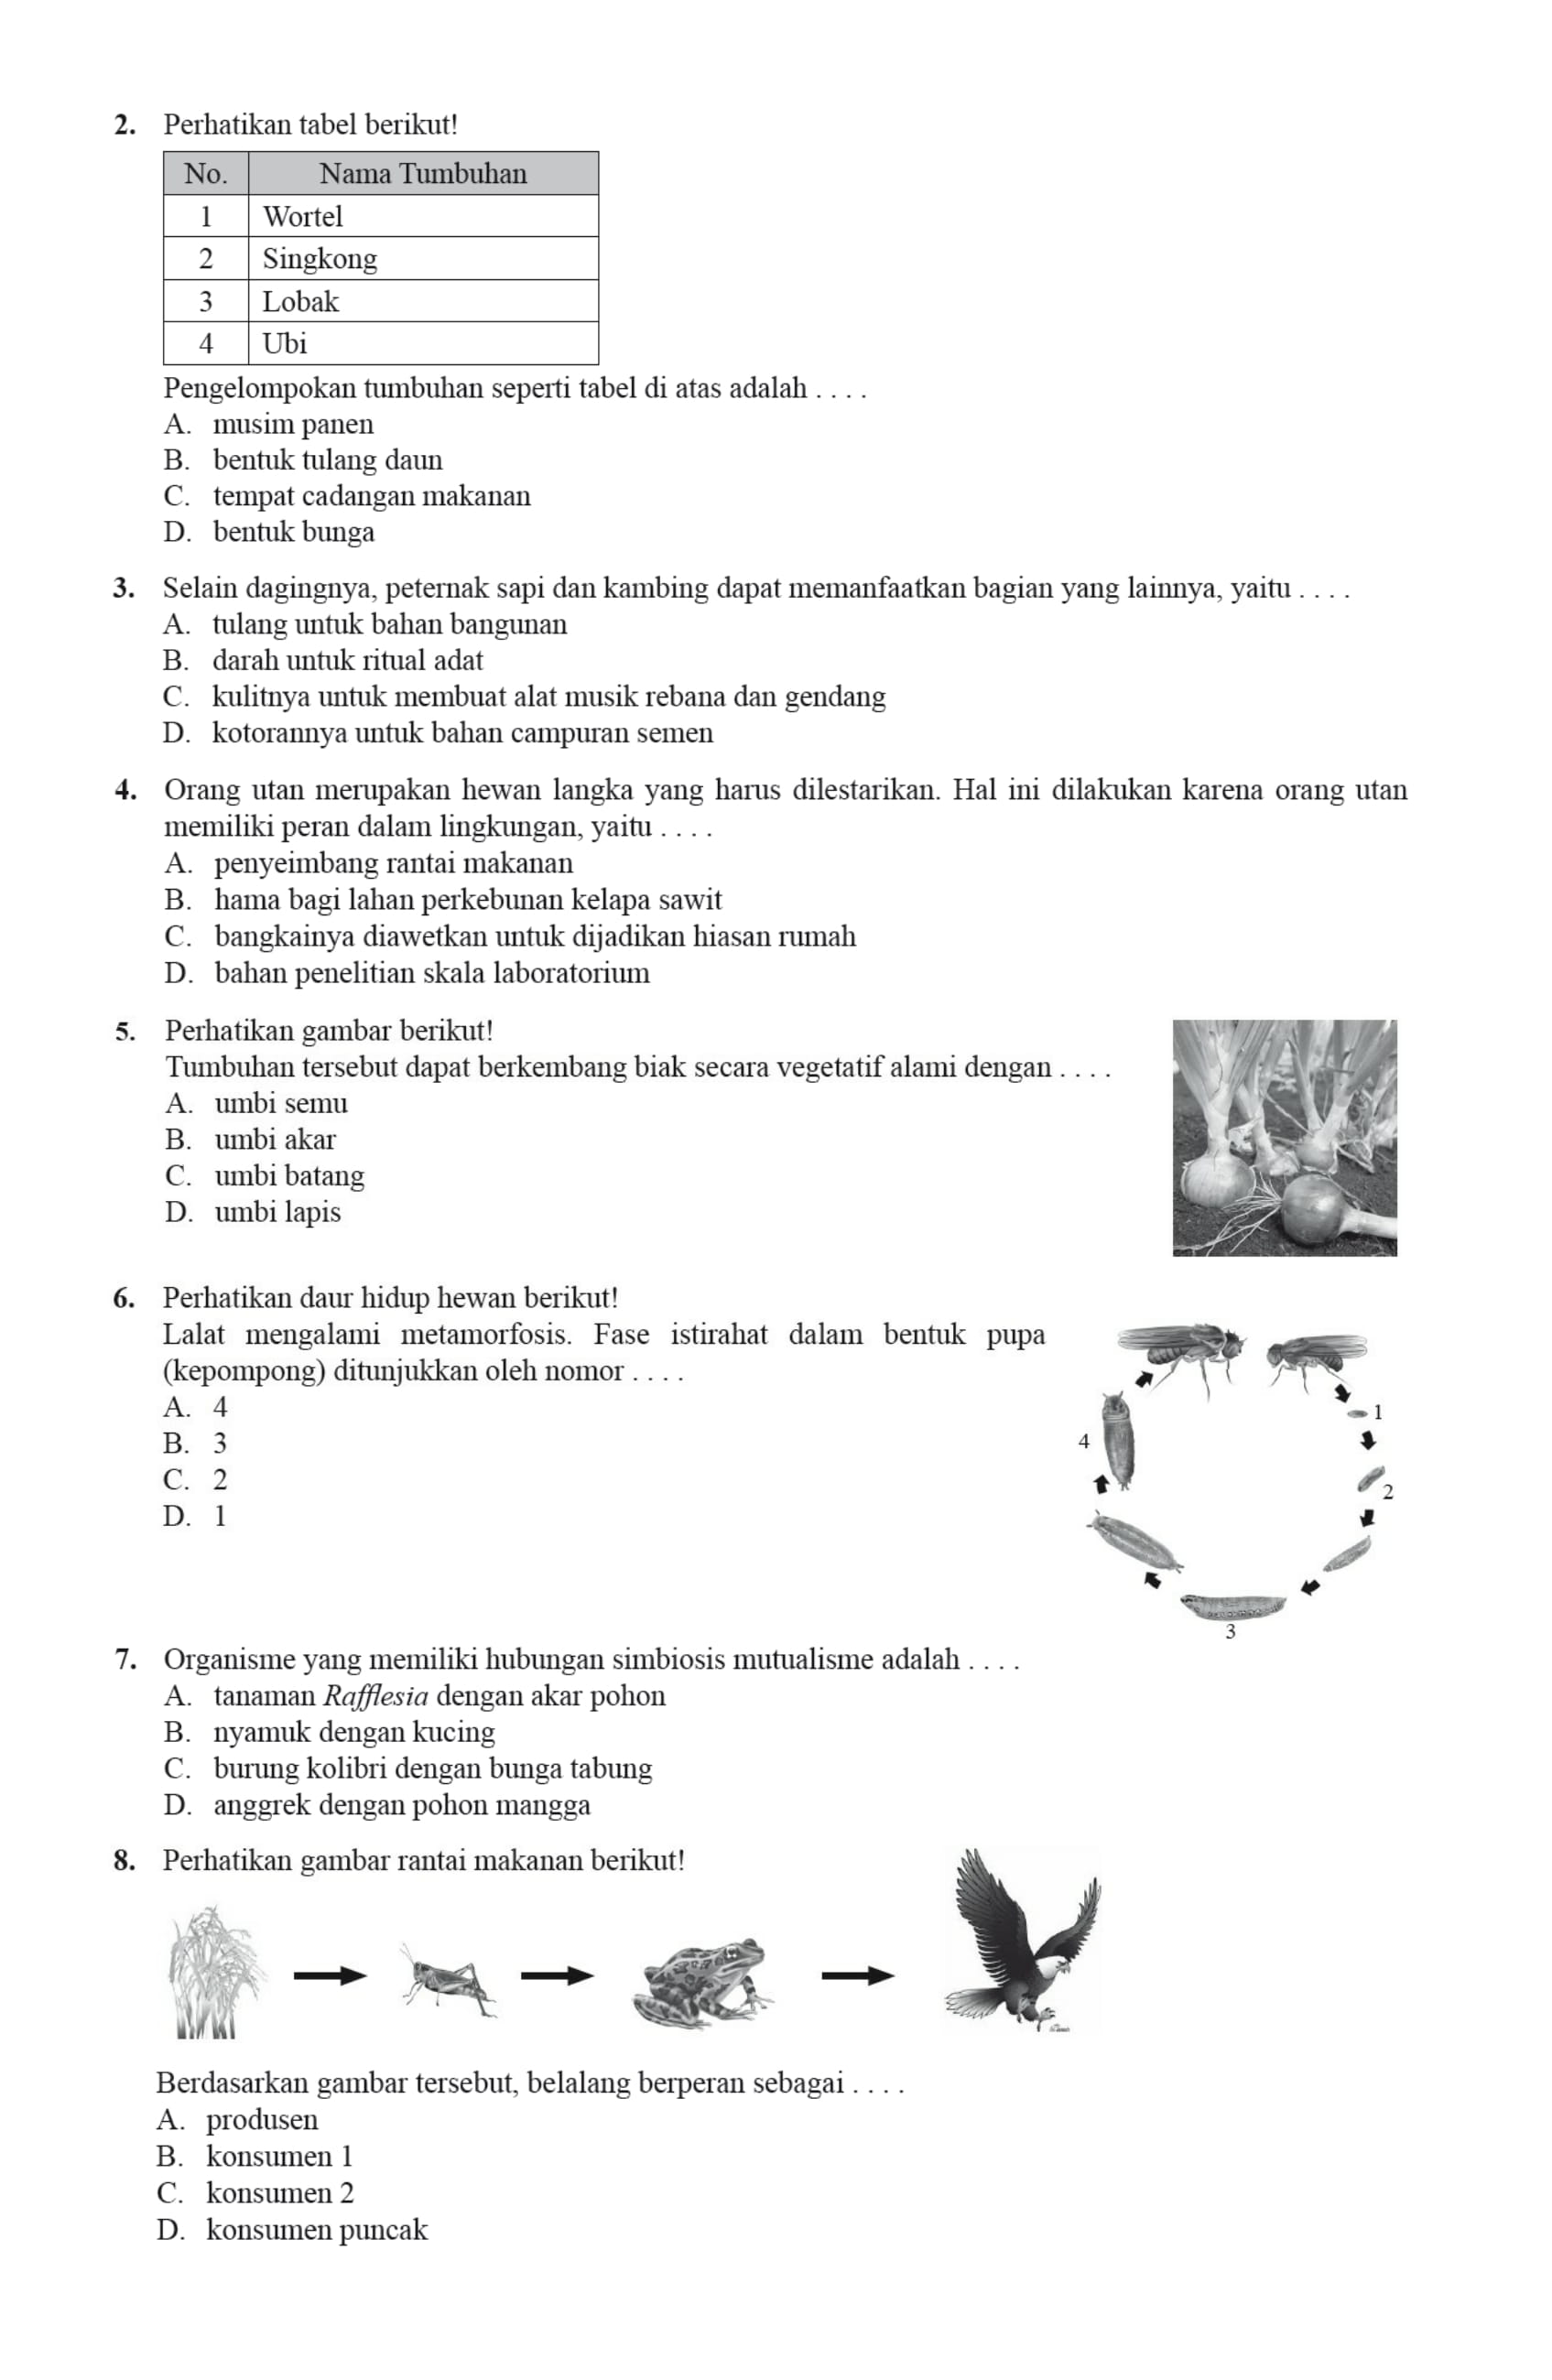 2. Perhatikan tabel berikut!
No. Nama Tumbuhan
1 Wortel
2 Singkong
3 Lobak
4 Ubi
Pengelompokan tumbuhan seperti tabel di atas adalah . . . .
A. musim panen
B. bentuk tulang daun
C. tempat cadangan makanan
D. bentuk bunga
3. Selain dagingnya, peternak sapi dan kambing dapat memanfaatkan bagian yang lainnya, yaitu . . . .
A. tulang untuk bahan bangunan
B. darah untuk ritual adat
C. kulitnya untuk membuat alat musik rebana dan gendang
D. kotorannya untuk bahan campuran semen
4. Orang utan merupakan hewan langka yang harus dilestarikan. Hal ini dilakukan karena orang utan
memiliki peran dalam lingkungan, yaitu . . . .
A. penyeimbang rantai makanan
B. hama bagi lahan perkebunan kelapa sawit
C. bangkainya diawetkan untuk dijadikan hiasan rumah
D. bahan penelitian skala laboratorium
5. Perhatikan gambar berikut!
Tumbuhan tersebut dapat berkembang biak secara vegetatif alami dengan . . . .
A. umbi semu
B. umbi akar
C. umbi batang
D. umbi lapis
6. Perhatikan daur hidup hewan berikut!
Lalat mengalami metamorfosis. Fase istirahat dalam bentuk pupa
(kepompong) ditunjukkan oleh nomor . . . .
A. 4
B. 3
C. 2
D. 1
1
2
3
4
7. Organisme yang memiliki hubungan simbiosis mutualisme adalah . . . .
A. tanaman Rafflesia dengan akar pohon
B. nyamuk dengan kucing
C. burung kolibri dengan bunga tabung
D. anggrek dengan pohon mangga
8. Perhatikan gambar rantai makanan berikut!
Berdasarkan gambar tersebut, belalang berperan sebagai . . . .
A. produsen
B. konsumen 1
C. konsumen 2
D. konsumen puncak